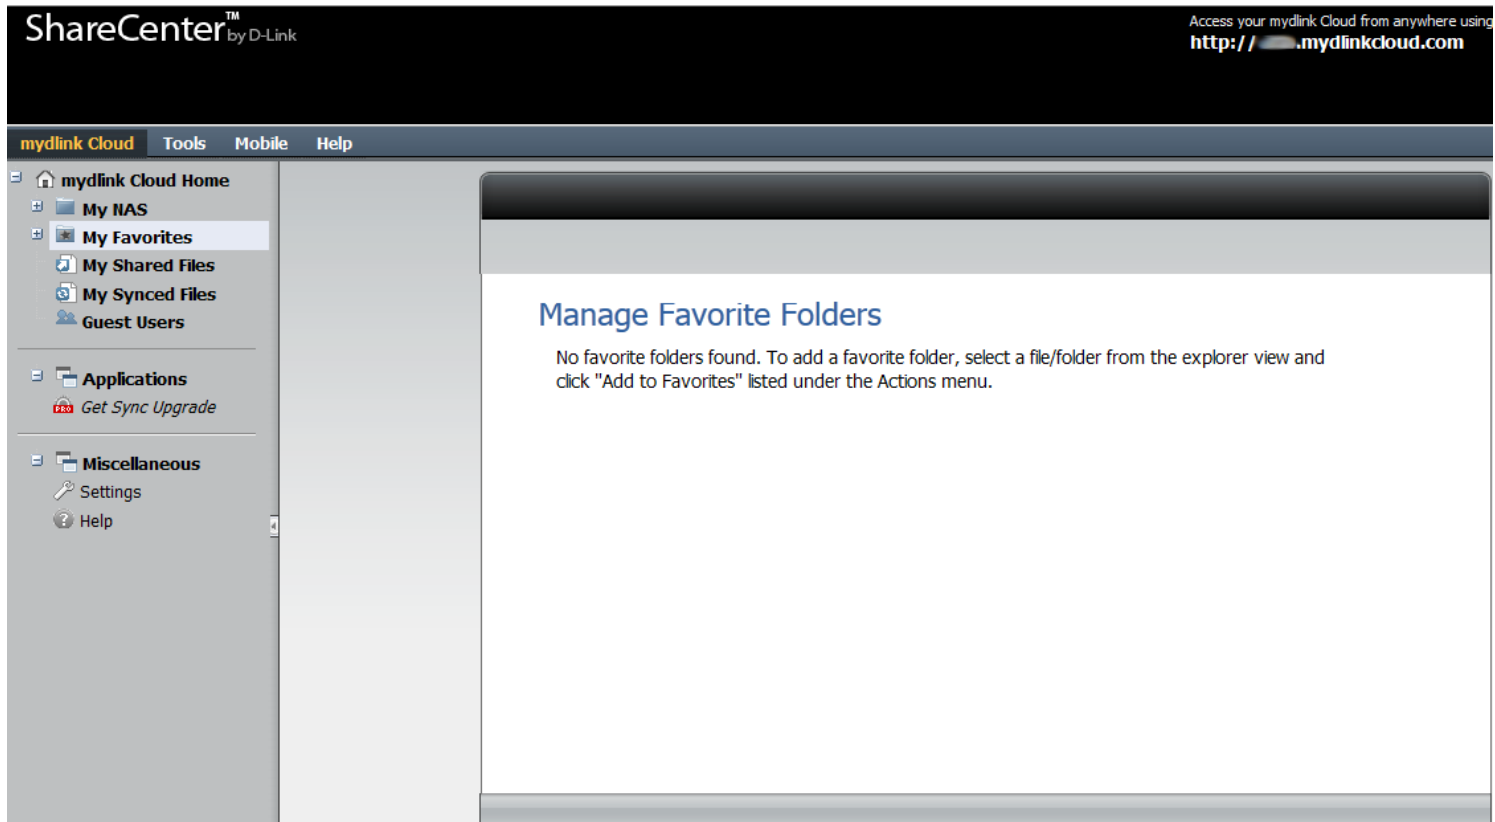 ShareCenter™ by D-Link
Access your mydlink Cloud from anywhere using
http://.mydlinkcloud.com
mydlink Cloud Tools Mobile Help
mydlink Cloud Home
My NAS
My Favorites
My Shared Files
My Synced Files
Guest Users
Applications
PRO Get Sync Upgrade
Miscellaneous
Settings
Help
Manage Favorite Folders
No favorite folders found. To add a favorite folder, select a file/folder from the explorer view and
click "Add to Favorites" listed under the Actions menu.